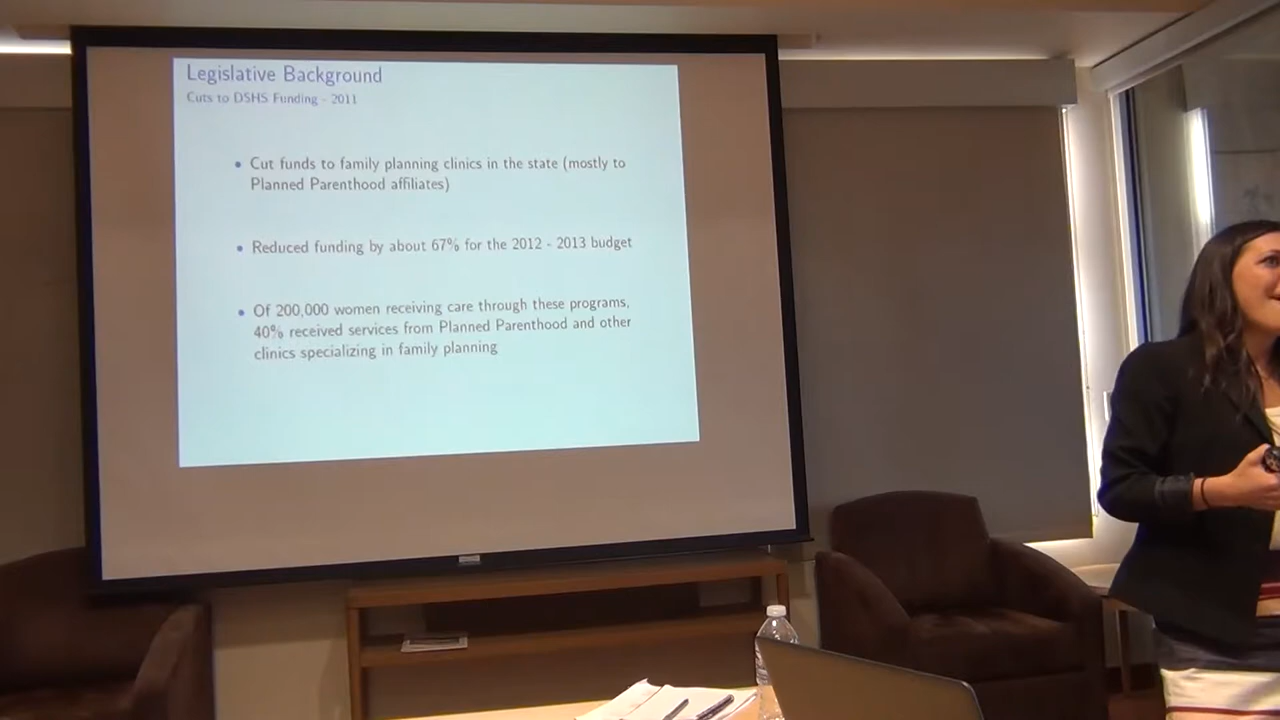 Legislative Background
Cuts to DSHS Funding - 2011
• Cut funds to family planning clinics in the state (mostly to
Planned Parenthood affiliates)
• Reduced funding by about 67% for the 2012 - 2013 budget
• Of 200,000 women receiving care through these programs,
40% received services from Planned Parenthood and other
clinics specializing in family planning